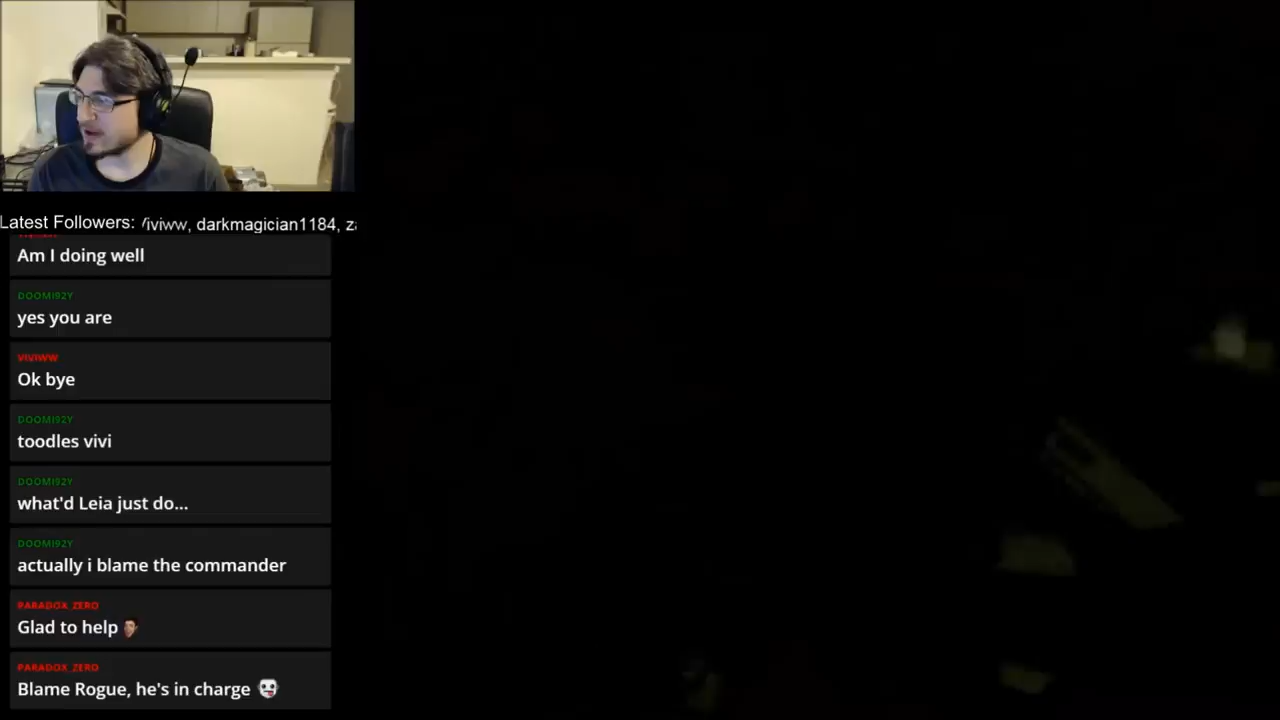 Latest Followers: Viviww, darkmagician1184, za
Am I doing well
DOOMI92Y
yes you are
VIVIWW
Ok bye
DOOMI92Y
toodles vivi
DOOMI92Y
what'd Leia just do...
DOOMI92Y
actually i blame the commander
PARADOX_ZERO
Glad to help
PARADOX_ZERO
Blame Rogue, he's in charge